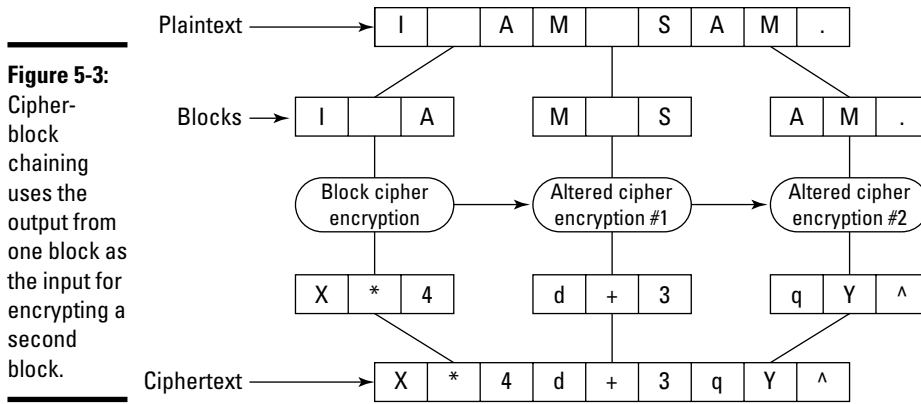 Figure 5-3:
Cipher-
block
chaining
uses the
output from
one block as
the input for
encrypting a
second
block.
Plaintext I A M S A M .
Blocks I A M S A M .
Block cipher
encryption
Altered cipher
encryption #1
Altered cipher
encryption #2
X * 4 d + 3 q Y ^
Ciphertext X * 4 d + 3 q Y ^